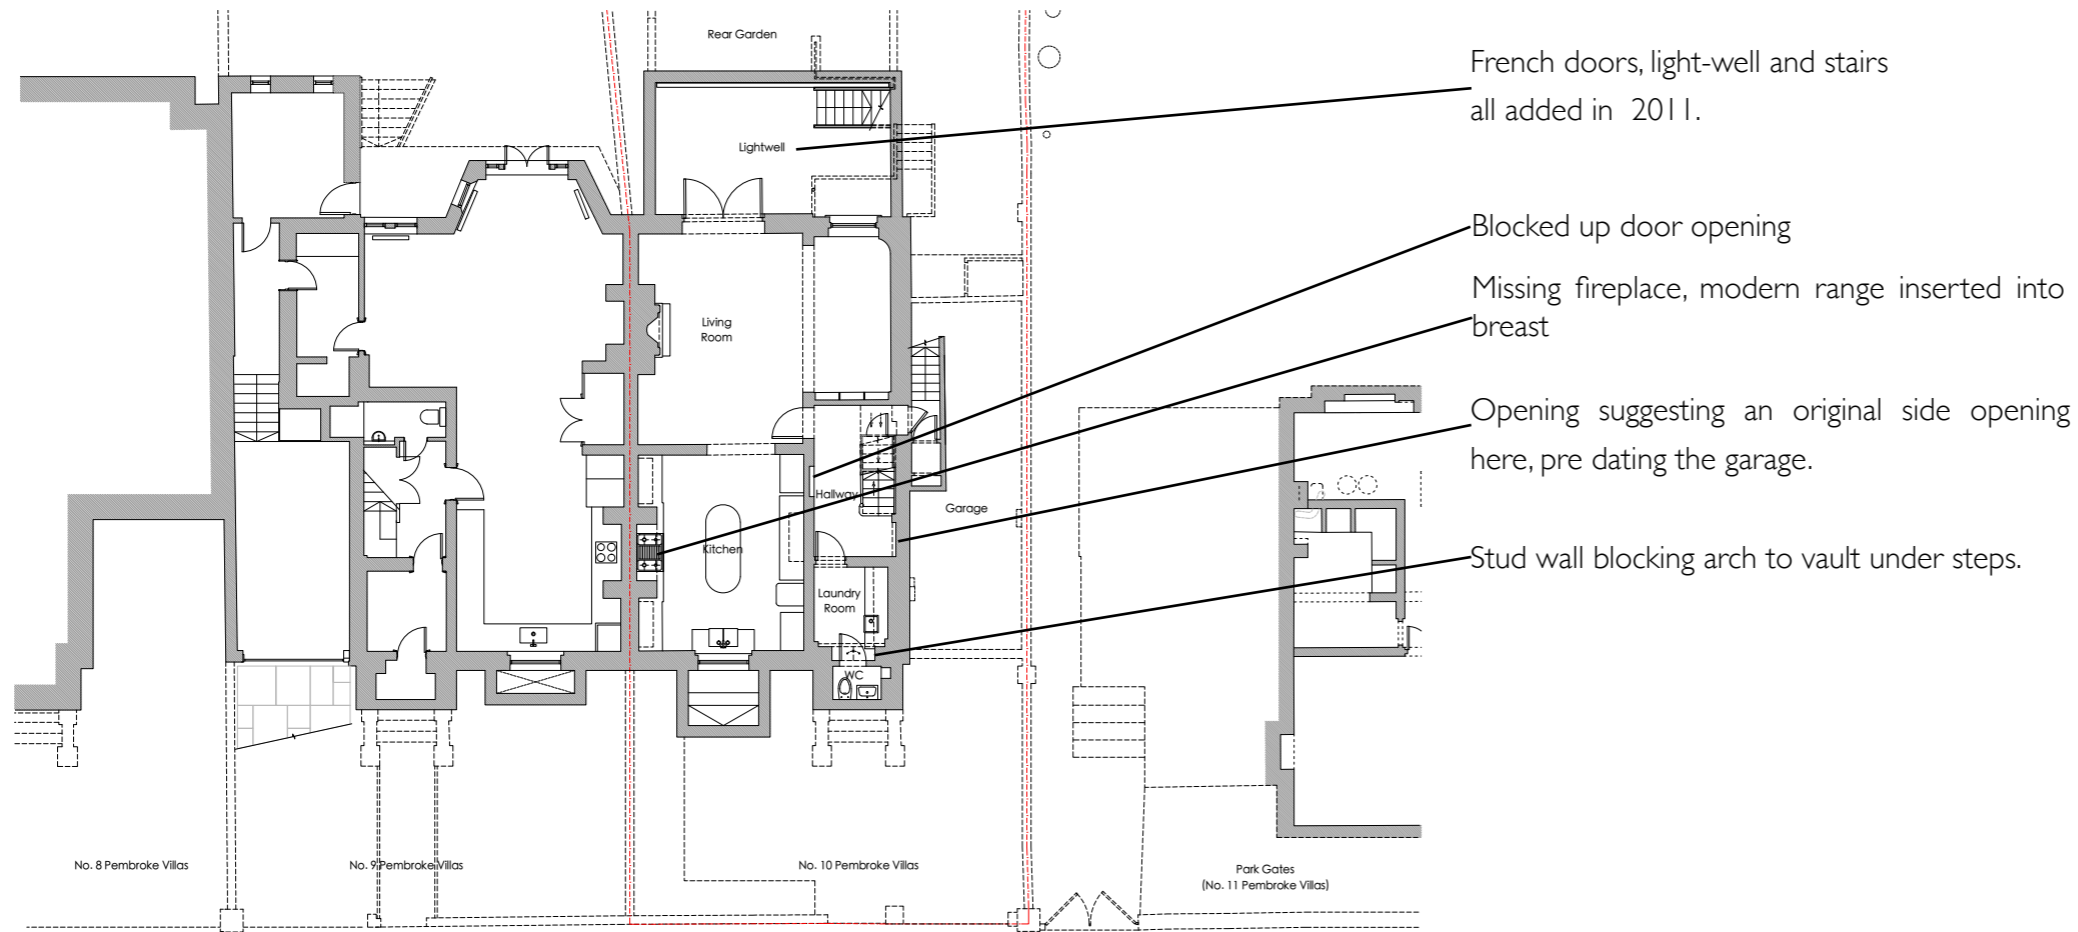 Rear Garden
French doors, light-well and stairs
all added in 2011.
Lightwell
Blocked up door opening
Missing fireplace, modern range inserted into
breast
Living
Room
Opening suggesting an original side opening
here, pre dating the garage.
Hallway
Garage
Kitchen
Stud wall blocking arch to vault under steps.
Laundry
Room
WC
No. 8 Pembroke Villas
No. 9 Pembroke Villas
No. 10 Pembroke Villas
Park Gates
(No. 11 Pembroke Villas)